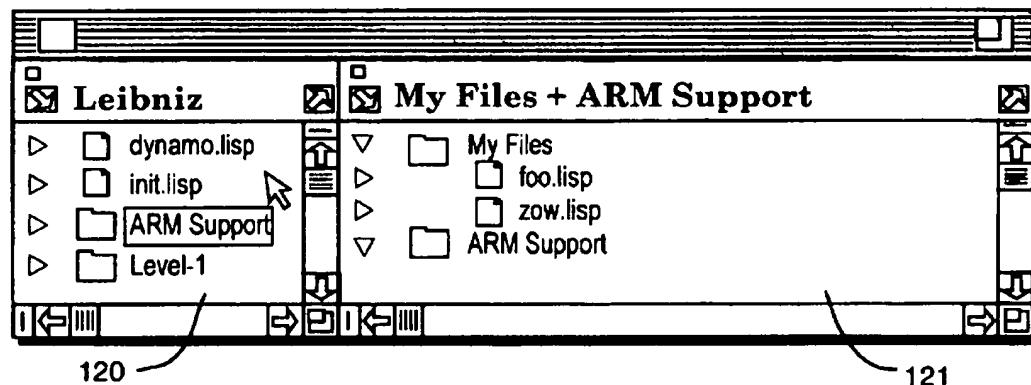 Leibniz
dynamo.lisp
init.lisp
ARM Support
Level-1
My Files + ARM Support
My Files
foo.lisp
zow.lisp
ARM Support
120
121